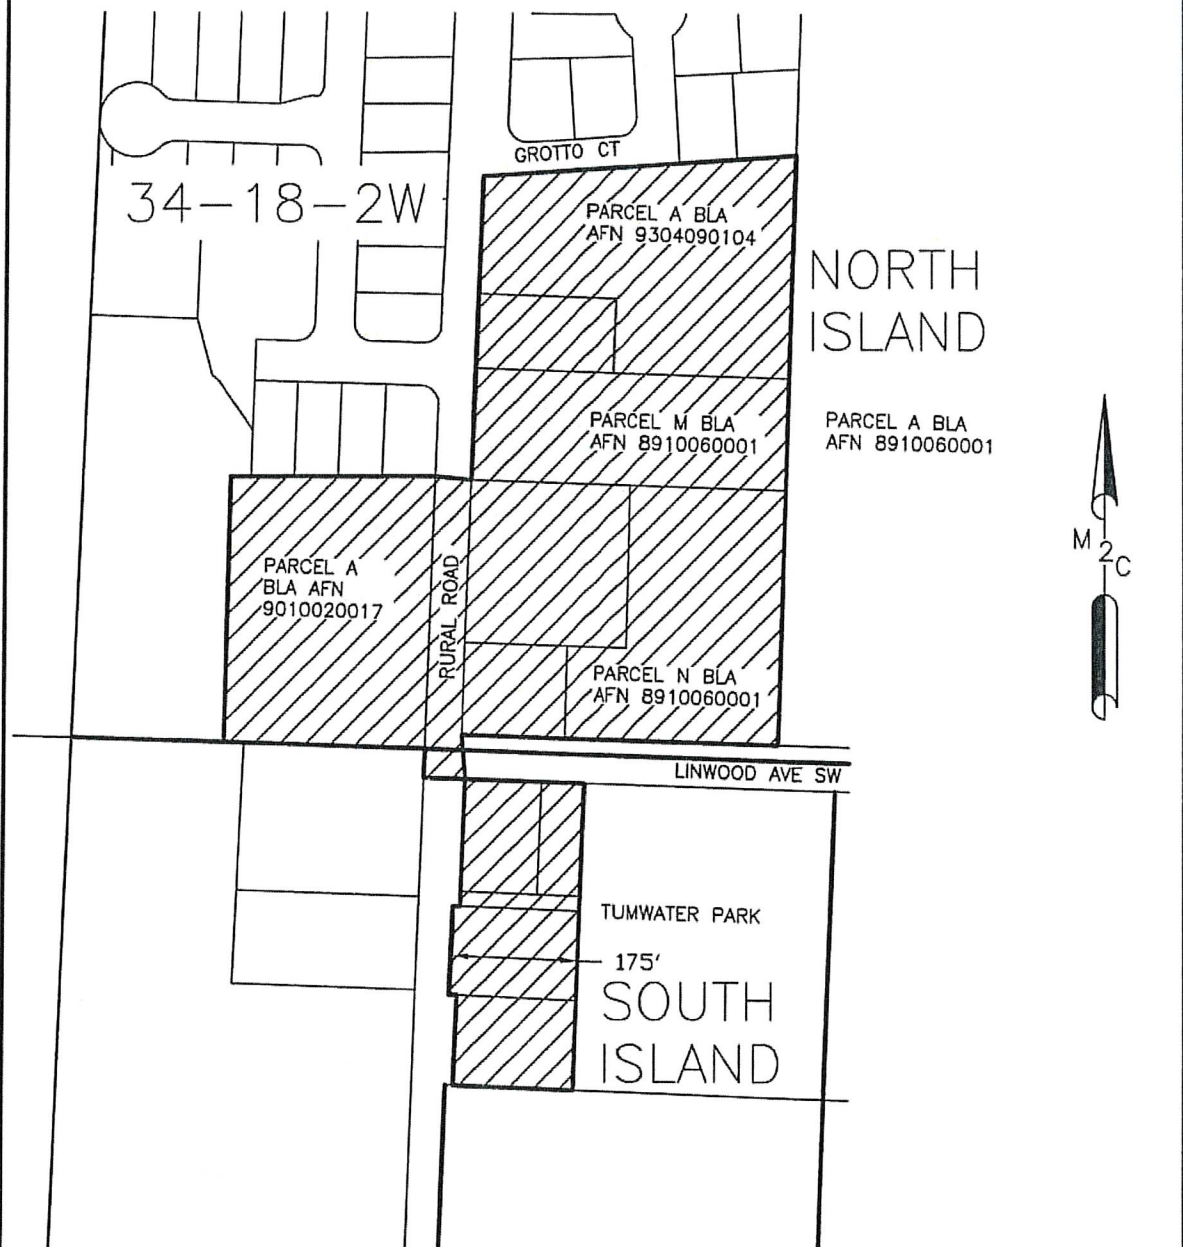 GROTTO CT
34-18-2W
PARCEL A BLA
AFN 9304090104
NORTH
ISLAND
PARCEL M BLA
AFN 8910060001
PARCEL A BLA
AFN 8910060001
M2C
PARCEL A
BLA AFN
9010020017
RURAL ROAD
PARCEL N BLA
AFN 8910060001
LINWOOD AVE SW
TUMWATER PARK
175'
SOUTH
ISLAND